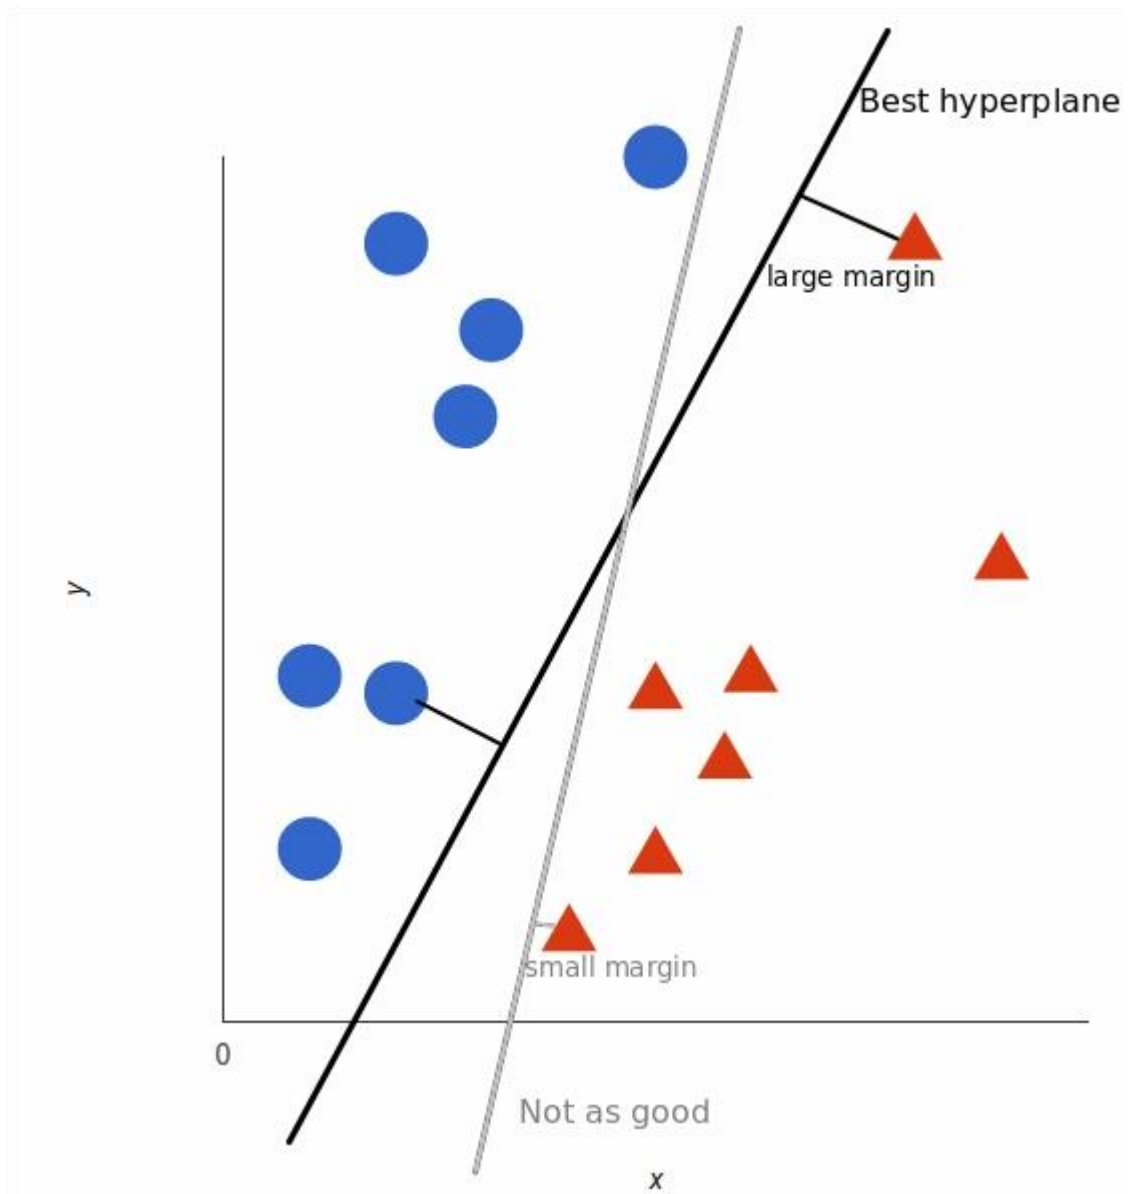 Best hyperplane
large margin
y
small margin
0
Not as good
x